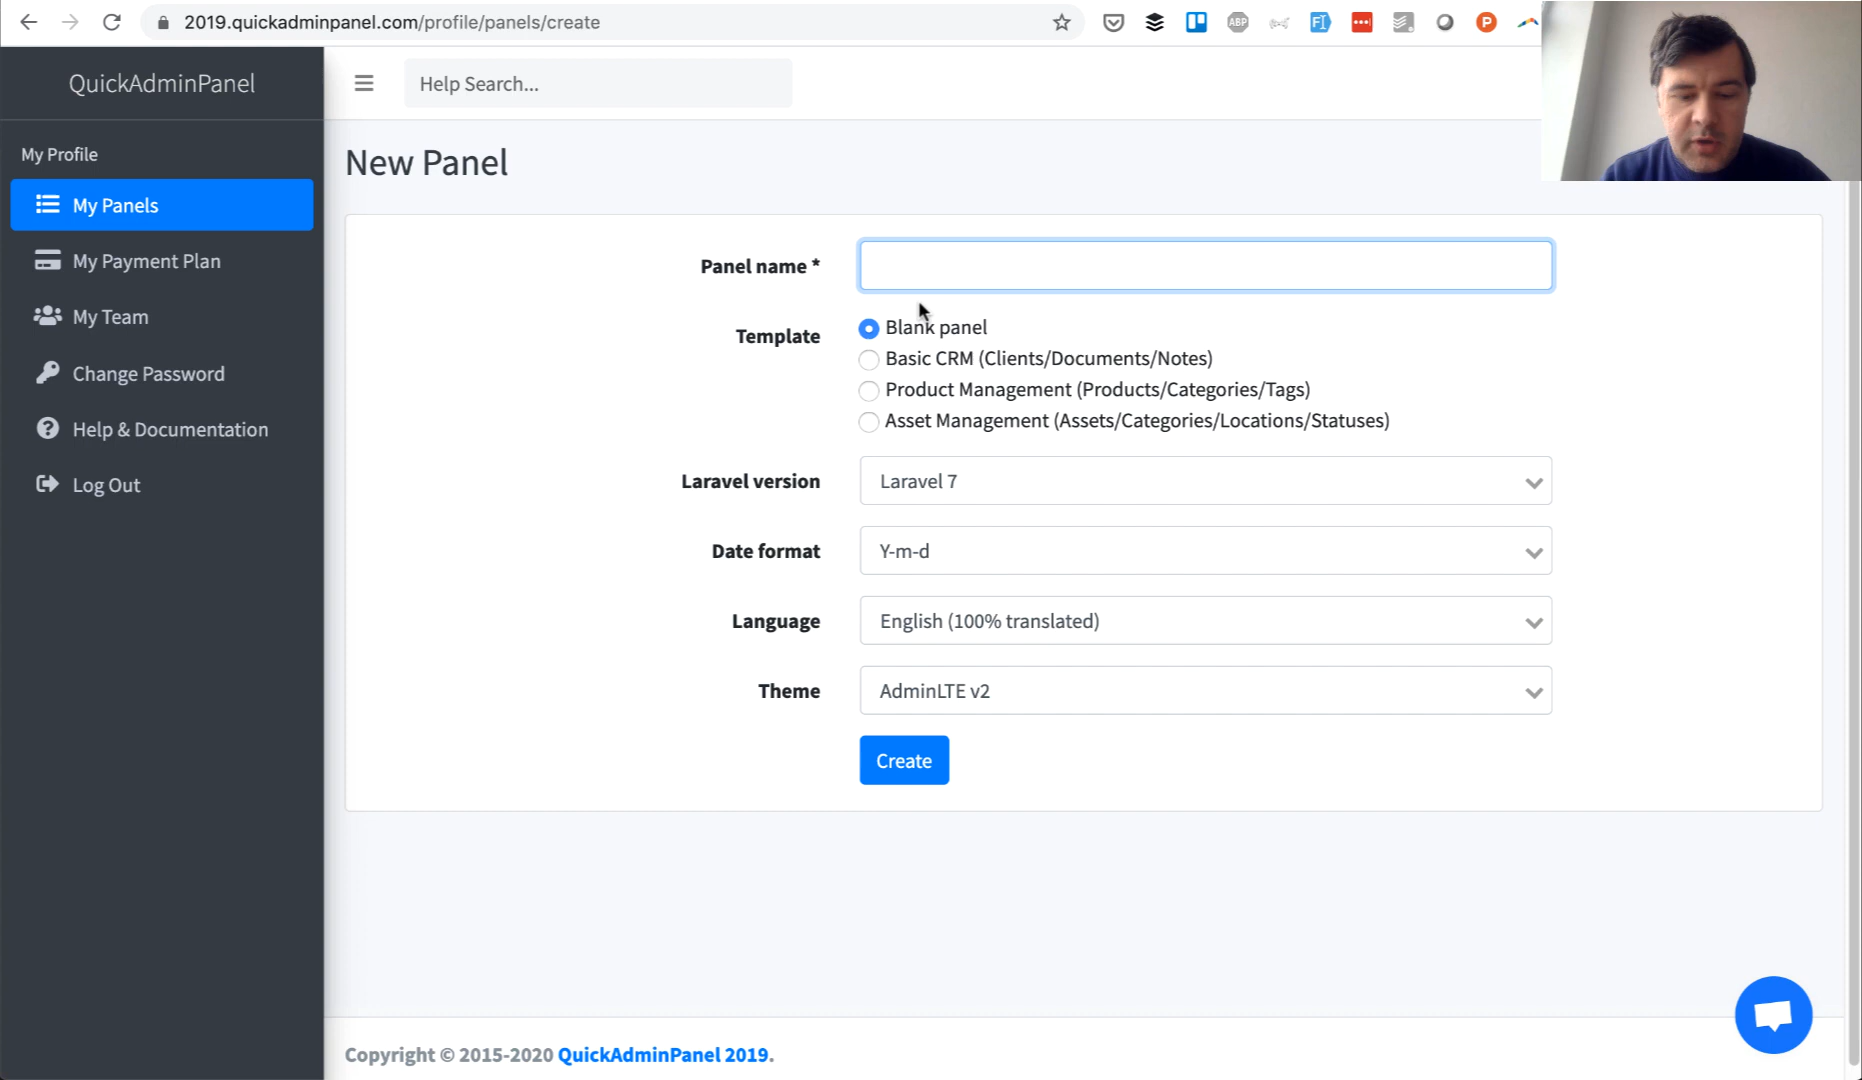 2019.quickadminpanel.com/profile/panels/create
ABP
P
QuickAdminPanel
Help Search...
My Profile
My Panels
My Payment Plan
My Team
Change Password
Help & Documentation
Log Out
New Panel
Panel name *
Template
Blank panel
Basic CRM (Clients/Documents/Notes)
Product Management (Products/Categories/Tags)
Asset Management (Assets/Categories/Locations/Statuses)
Laravel version
Laravel 7
Date format
Y-m-d
Language
English (100% translated)
Theme
AdminLTE v2
Create
Copyright © 2015-2020 QuickAdminPanel 2019.